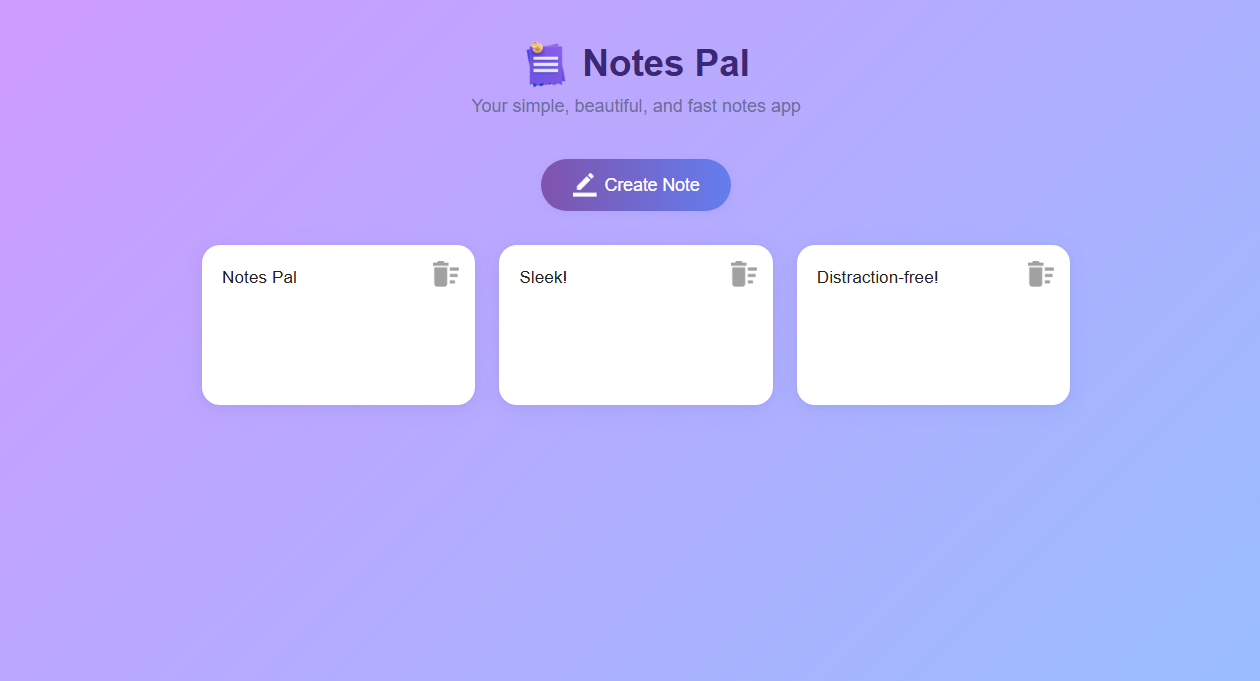 Notes Pal
Your simple, beautiful, and fast notes app
Create Note
Notes Pal
Sleek!
Distraction-free!